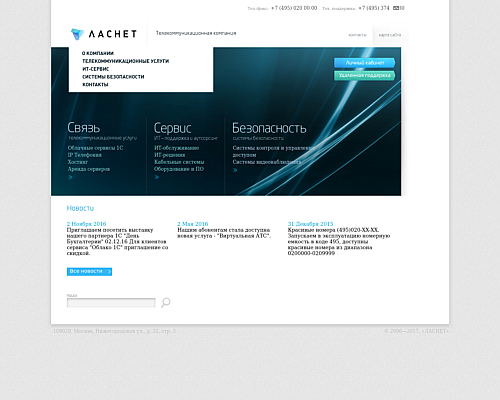 Тел./факс: +7 (495) 020 00 00 Тех. поддержка: +7 (495) 374
ЛАСНЕТ
Телекоммуникационная компания
контакты
карта сайта
О КОМПАНИИ
ТЕЛЕКОММУНИКАЦИОННЫЕ УСЛУГИ
ИТ-СЕРВИС
СИСТЕМЫ БЕЗОПАСНОСТИ
КОНТАКТЫ
Личный кабинет
Удаленная поддержка
Связь
телекоммуникационные услуги
Облачные сервисы 1С
IP Телефония
Хостинг
Аренда серверов
Сервис
ИТ-поддержка и аутсорсинг
ИТ-обслуживание
ИТ-решения
Кабельные системы
Оборудование и ПО
Безопасность
системы безопасности
Системы контроля и управления
доступом
Системы видеонаблюдения
Новости
2 Ноября 2016
Приглашаем посетить выставку
нашего партнера 1С "День
Бухгалтерии" 02.12.16 Для клиентов
сервиса "Облако 1С" приглашение со
скидкой.
2 Мая 2016
Нашим абонентам стала доступна
новая услуга - "Виртуальная АТС".
31 Декабря 2015
Красивые номера (495)020-XX-XX.
Запускаем в эксплуатацию номерную
емкость в коде 495, доступны
красивые номера из диапазона
0200000-0209999
Все новости
109029, Москва, Нижегородская ул., д. 32, стр. 3
© 2006—2017, «ЛАСНЕТ»